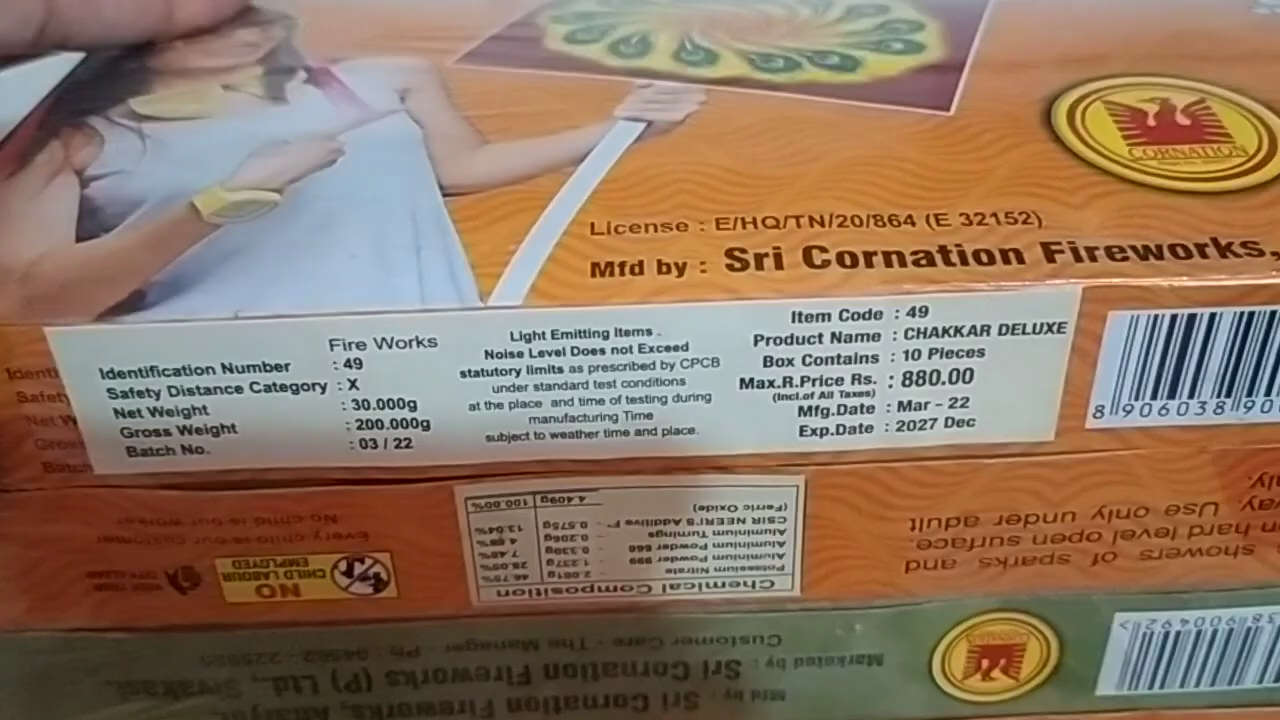 CORNATION
License : E/HQ/TN/20/864 (E 32152)
Mfd by : Sri Cornation Fireworks,
Fire Works
Identification Number : 49
Safety Distance Category : X
Net Weight : 30.000g
Gross Weight : 200.000g
Batch No. : 03 / 22
Light Emitting Items .
Noise Level Does not Exceed
statutory limits as prescribed by CPCB
under standard test conditions
at the place and time of testing during
manufacturing Time
subject to weather time and place.
Item Code : 49
Product Name : CHAKKAR DELUXE
Box Contains : 10 Pieces
Max.R.Price Rs. : 880.00
(Incl.of All Taxes)
Mfg.Date : Mar - 22
Exp.Date : 2027 Dec
8 906038 90
Chemical Composition
Potassium Nitrate - 2.061g 46.75%
Aluminium Powder 999 - 1.237g 28.05%
Aluminium Powder 666 - 0.330g 7.48%
Aluminium Turnings - 0.206g 4.68%
CSIR NEERI'S Additive F - 0.575g 13.04%
(Ferric Oxide)
4.409g 100.00%
NO
CHILD LABOUR
EMPLOYED
Every child is our customer
No child is our worker
showers of sparks and
hard level open surface.
Use only under adult
Mfd by : Sri Cornation Fireworks,
Marketed by : Sri Cornation Fireworks (P) Ltd., Sivakasi.
Customer Care - The Manager - Ph : 04562 - 225955